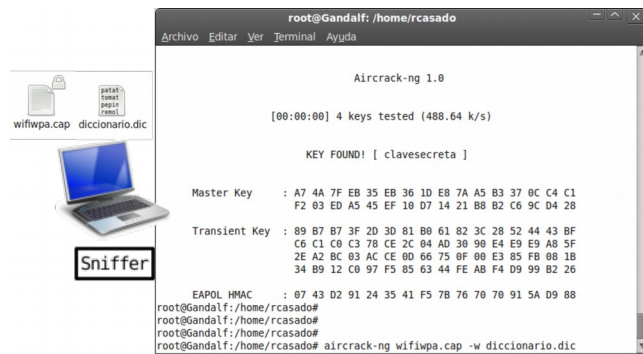 root@Gandalf: /home/rcasado
Archivo Editar Ver Terminal Ayuda
patat
tomat
pepin
remol
wifiwpa.cap diccionario.dic
Sniffer
Aircrack-ng 1.0
[00:00:00] 4 keys tested (488.64 k/s)
KEY FOUND! [ clavesecreta ]
Master Key : A7 4A 7F EB 35 EB 36 1D E8 7A A5 B3 37 0C C4 C1
F2 03 ED A5 45 EF 10 D7 14 21 B8 B2 C6 9C D4 28
Transient Key : 89 B7 B7 3F 2D 3D 81 B0 61 82 3C 28 52 44 43 BF
C6 C1 C0 C3 78 CE 2C 04 AD 30 90 E4 E9 E9 A8 5F
2E A2 BC 03 AC CE 0D 66 75 0F 00 E3 85 FB 08 1B
34 B9 12 C0 97 F5 85 63 44 FE AB F4 D9 99 B2 26
EAPOL HMAC : 07 43 D2 91 24 35 41 F5 7B 76 70 70 91 5A D9 88
root@Gandalf:/home/rcasado#
root@Gandalf:/home/rcasado#
root@Gandalf:/home/rcasado#
root@Gandalf:/home/rcasado# aircrack-ng wifiwpa.cap -w diccionario.dic